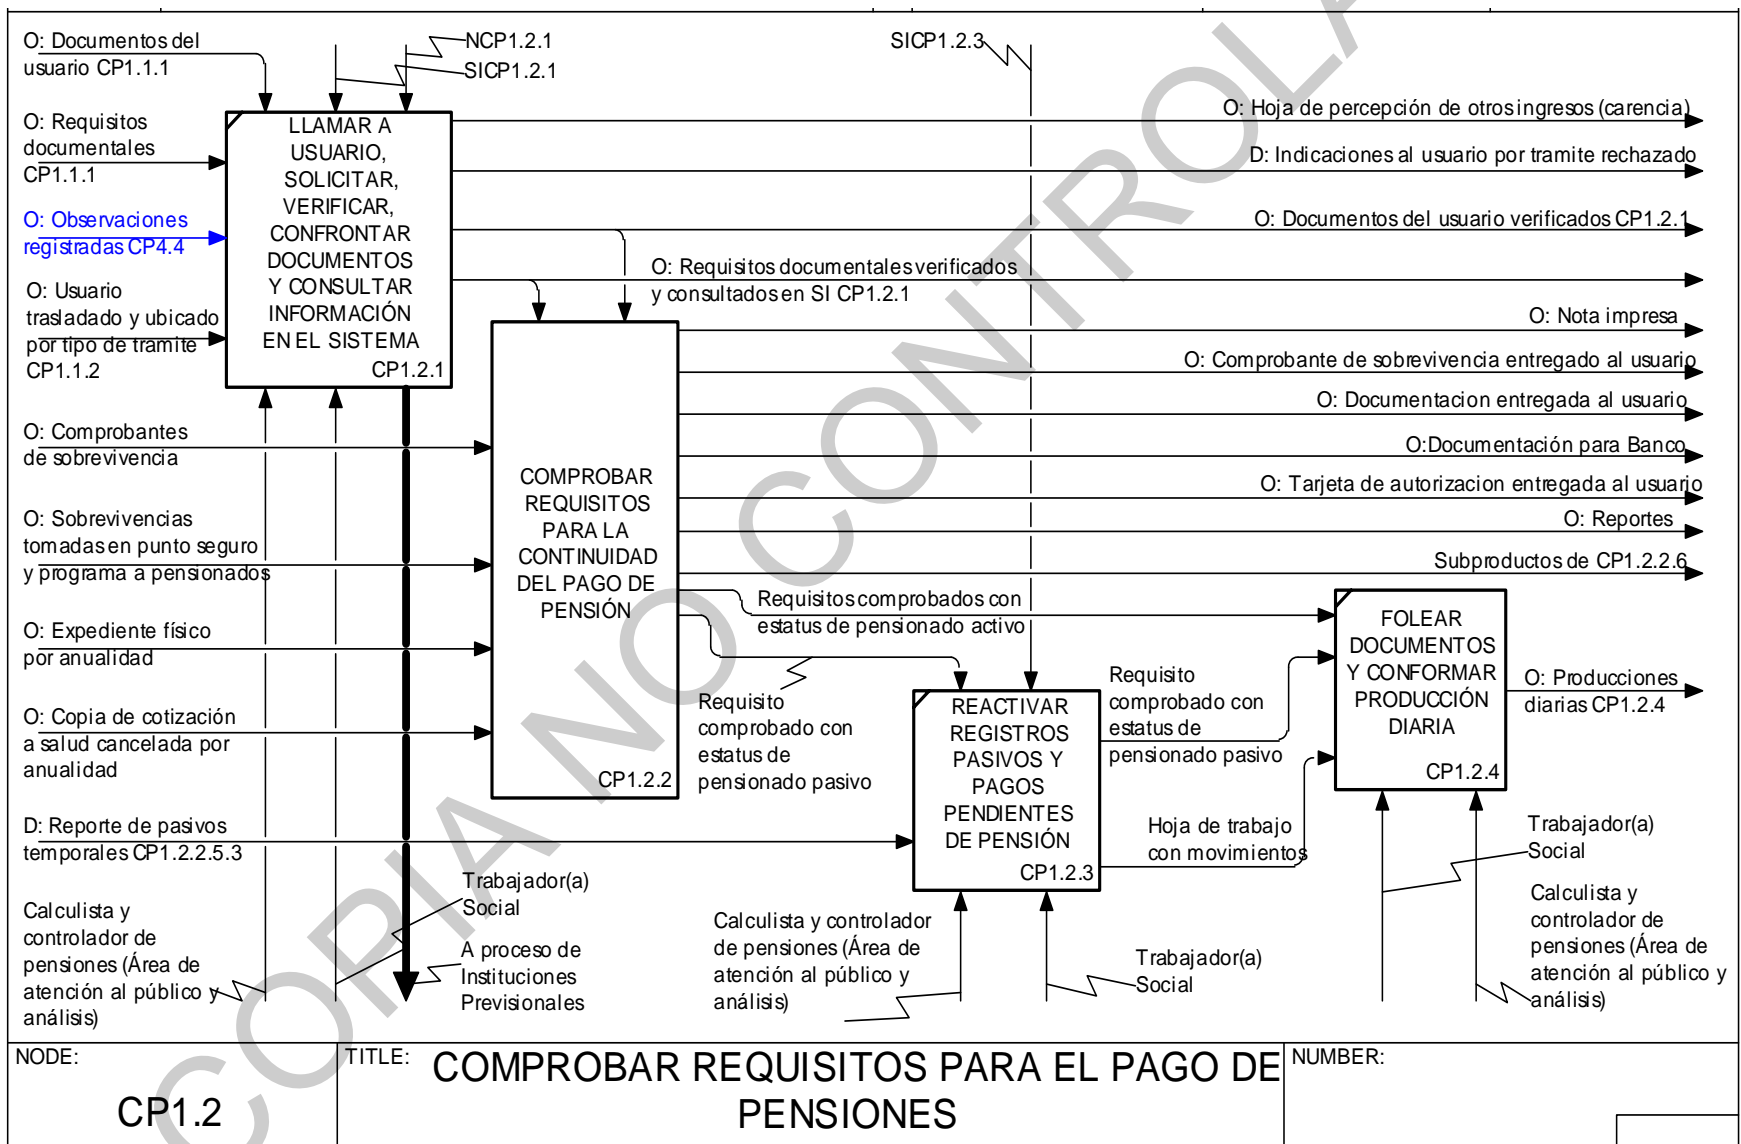 O: Documentos del
usuario CP1.1.1
NCP1.2.1
SICP1.2.1
SICP1.2.3
O: Requisitos
documentales
CP1.1.1
O: Observaciones
registradas CP4.4
O: Usuario
trasladado y ubicado
por tipo de tramite
CP1.1.2
LLAMAR A
USUARIO,
SOLICITAR,
VERIFICAR,
CONFRONTAR
DOCUMENTOS
Y CONSULTAR
INFORMACIÓN
EN EL SISTEMA
CP1.2.1
O: Hoja de percepción de otros ingresos (carencia)
D: Indicaciones al usuario por tramite rechazado
O: Documentos del usuario verificados CP1.2.1
O: Requisitos documentales verificados
y consultados en SI CP1.2.1
O: Nota impresa
O: Comprobante de sobrevivencia entregado al usuario
O: Documentacion entregada al usuario
O:Documentación para Banco
O: Tarjeta de autorizacion entregada al usuario
O: Reportes
Subproductos de CP1.2.2.6
O: Comprobantes
de sobrevivencia
O: Sobrevivencias
tomadas en punto seguro
y programa a pensionados
O: Expediente físico
por anualidad
O: Copia de cotización
a salud cancelada por
anualidad
D: Reporte de pasivos
temporales CP1.2.2.5.3
COMPROBAR
REQUISITOS
PARA LA
CONTINUIDAD
DEL PAGO DE
PENSIÓN
CP1.2.2
Requisitos comprobados con
estatus de pensionado activo
Requisito
comprobado con
estatus de
pensionado pasivo
REACTIVAR
REGISTROS
PASIVOS Y
PAGOS
PENDIENTES
DE PENSIÓN
CP1.2.3
Requisito
comprobado con
estatus de
pensionado pasivo
Hoja de trabajo
con movimientos
FOLEAR
DOCUMENTOS
Y CONFORMAR
PRODUCCIÓN
DIARIA
CP1.2.4
O: Producciones
diarias CP1.2.4
Calculista y
controlador de
pensiones (Área de
atención al público y
análisis)
Trabajador(a)
Social
A proceso de
Instituciones
Previsionales
Calculista y controlador
de pensiones (Área de
atención al público y
análisis)
Trabajador(a)
Social
Trabajador(a)
Social
Calculista y
controlador de
pensiones (Área de
atención al público y
análisis)
COPIA NO CONTROLA
NODE:
CP1.2
TITLE:
COMPROBAR REQUISITOS PARA EL PAGO DE
PENSIONES
NUMBER: